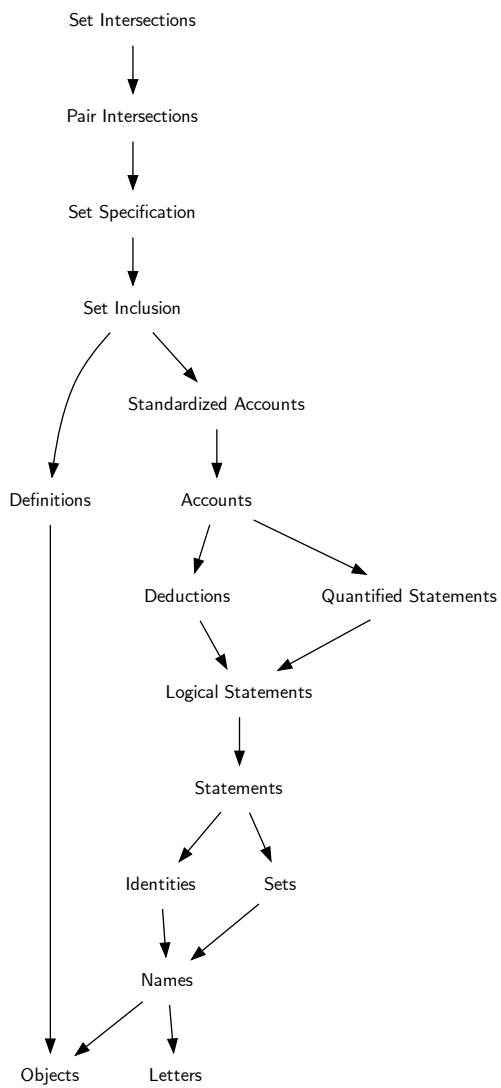 Set Intersections
Pair Intersections
Set Specification
Set Inclusion
Standardized Accounts
Definitions
Accounts
Deductions
Quantified Statements
Logical Statements
Statements
Identities
Sets
Names
Objects
Letters